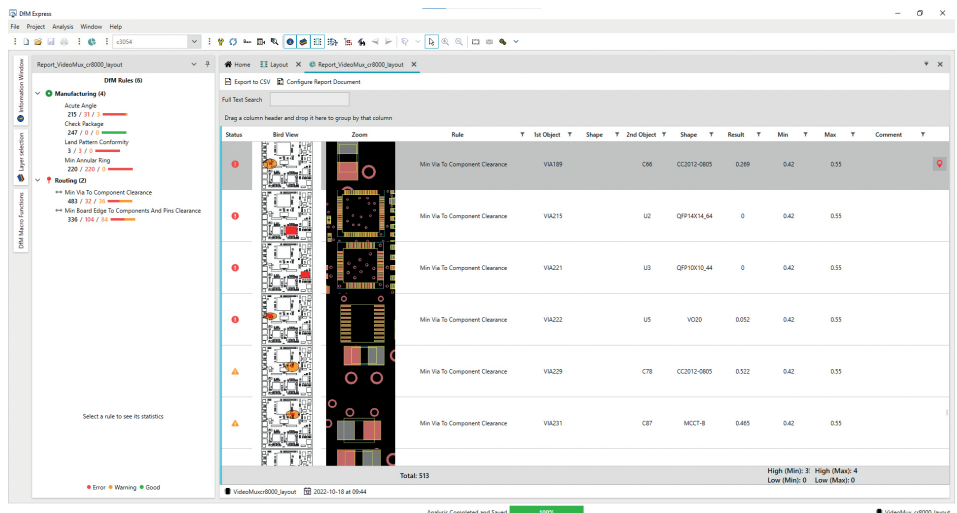 DfM Express
File Project Analysis Window Help
c3054
Information Window
Layer selection
DfM Macro Functions
Report_VideoMux_cr8000_layout
DfM Rules (6)
Manufacturing (4)
Acute Angle
215 / 31 / 3
Check Package
247 / 0 / 0
Land Pattern Conformity
3 / 3 / 0
Min Annular Ring
220 / 220 / 0
Routing (2)
Min Via To Component Clearance
483 / 32 / 36
Min Board Edge To Components And Pins Clearance
336 / 104 / 84
Select a rule to see its statistics
Error Warning Good
Home Layout Report_VideoMux_cr8000_layout
Export to CSV Configure Report Document
Full Text Search
Drag a column header and drop it here to group by that column
Status Bird View Zoom Rule 1st Object Shape 2nd Object Shape Result Min Max Comment
Min Via To Component Clearance VIA189 C66 CC2012-0805 0.269 0.42 0.55
Min Via To Component Clearance VIA215 U2 QFP14X14_64 0 0.42 0.55
Min Via To Component Clearance VIA221 U3 QFP10X10_44 0 0.42 0.55
Min Via To Component Clearance VIA222 U5 VO20 0.052 0.42 0.55
Min Via To Component Clearance VIA229 C78 CC2012-0805 0.522 0.42 0.55
Min Via To Component Clearance VIA231 C87 MCCT-B 0.465 0.42 0.55
Total: 513
High (Min): 3 High (Max): 4
Low (Min): 0 Low (Max): 0
VideoMuxcr8000_layout 2022-10-18 at 09:44
Analysis Completed and Saved 100% VideoMux_cr8000_layout